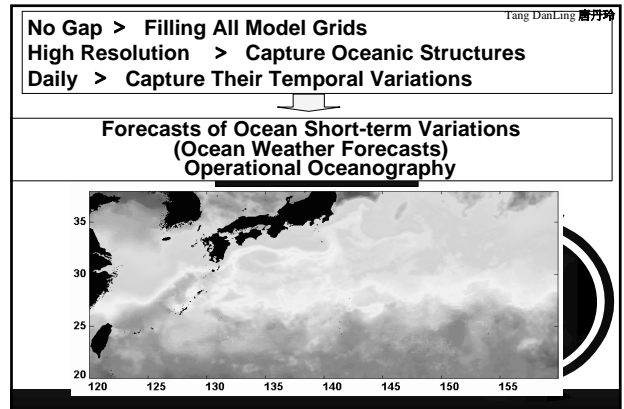 Tang DanLing 唐丹玲
No Gap > Filling All Model Grids
High Resolution > Capture Oceanic Structures
Daily > Capture Their Temporal Variations
Forecasts of Ocean Short-term Variations
(Ocean Weather Forecasts)
Operational Oceanography
35
30
25
20
120 125 130 135 140 145 150 155